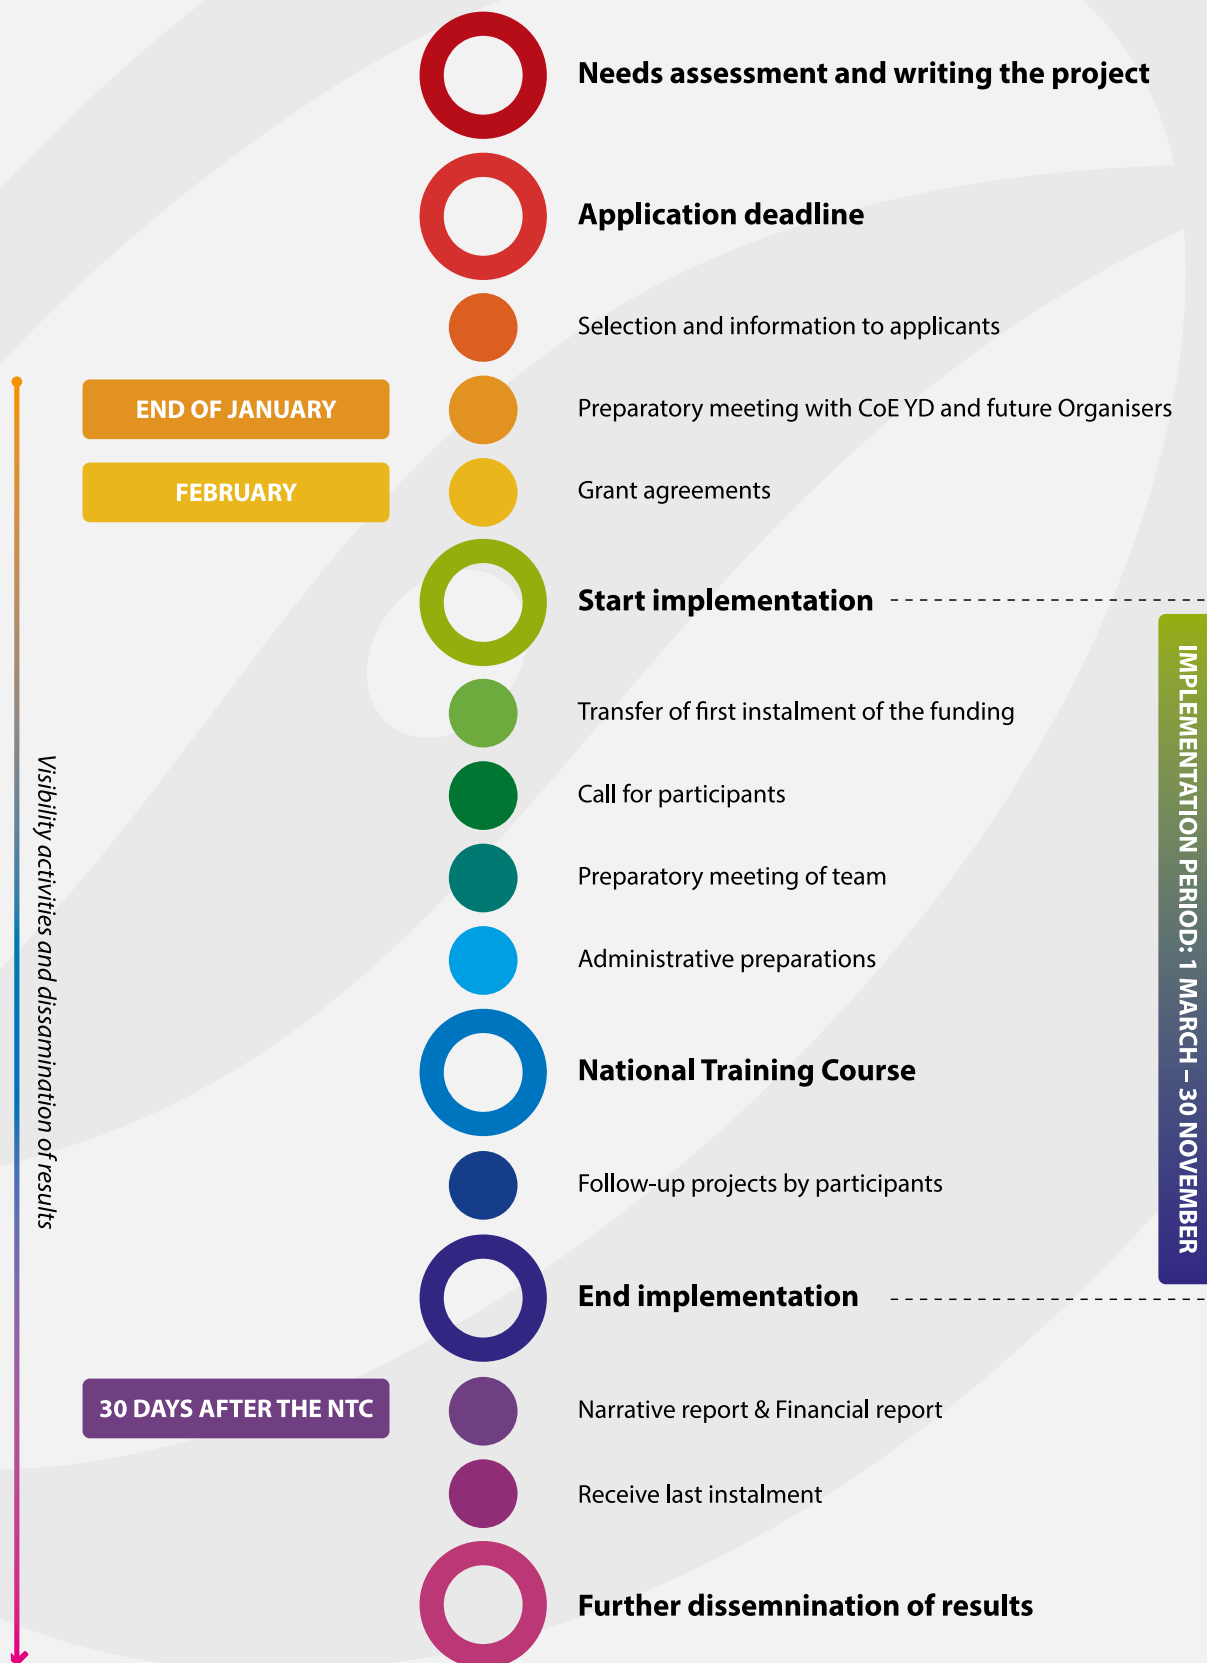 Needs assessment and writing the project
Application deadline
Selection and information to applicants
END OF JANUARY
Preparatory meeting with CoE YD and future Organisers
FEBRUARY
Grant agreements
Start implementation
Transfer of first instalment of the funding
Call for participants
Preparatory meeting of team
Administrative preparations
National Training Course
Follow-up projects by participants
End implementation
30 DAYS AFTER THE NTC
Narrative report & Financial report
Receive last instalment
Further dissemnination of results
Visibility activities and dissamination of results
IMPLEMENTATION PERIOD: 1 MARCH – 30 NOVEMBER